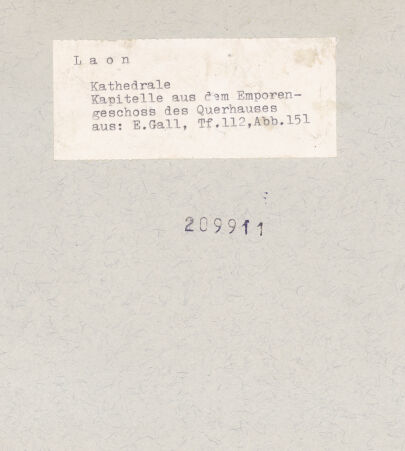 Laon
Kathedrale
Kapitelle aus dem Emporen-
geschoss des Querhauses
aus: E.Gall, Tf.112,Abb.151
209911